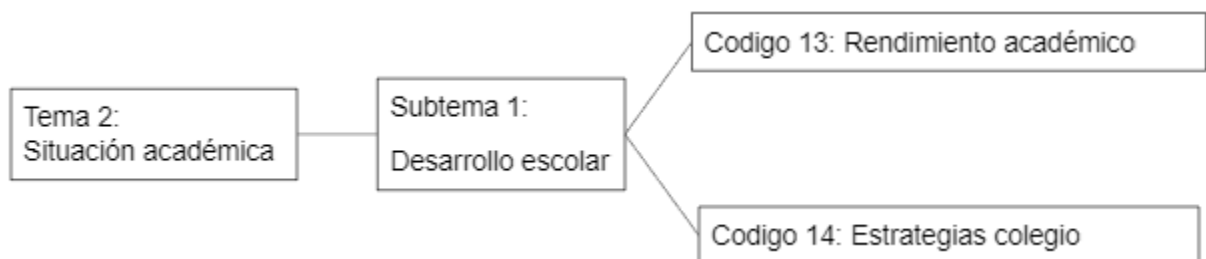 Tema 2:
Situación académica
Subtema 1:
Desarrollo escolar
Codigo 13: Rendimiento académico
Codigo 14: Estrategias colegio